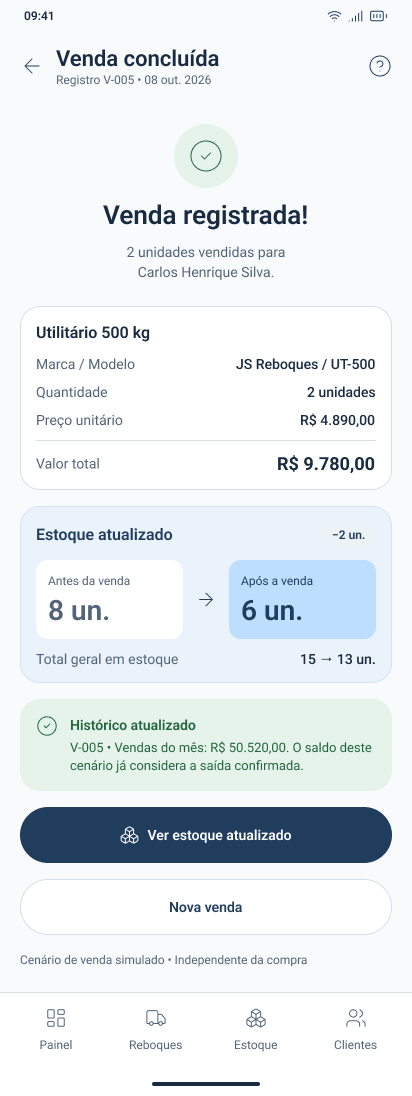 09:41
Venda concluída
Registro V-005 • 08 out. 2026
Venda registrada!
2 unidades vendidas para
Carlos Henrique Silva.
Utilitário 500 kg
Marca / Modelo JS Reboques / UT-500
Quantidade 2 unidades
Preço unitário R$ 4.890,00
Valor total R$ 9.780,00
Estoque atualizado −2 un.
Antes da venda
8 un.
→
Após a venda
6 un.
Total geral em estoque 15 → 13 un.
Histórico atualizado
V-005 • Vendas do mês: R$ 50.520,00. O saldo deste
cenário já considera a saída confirmada.
Ver estoque atualizado
Nova venda
Cenário de venda simulado • Independente da compra
Painel Reboques Estoque Clientes